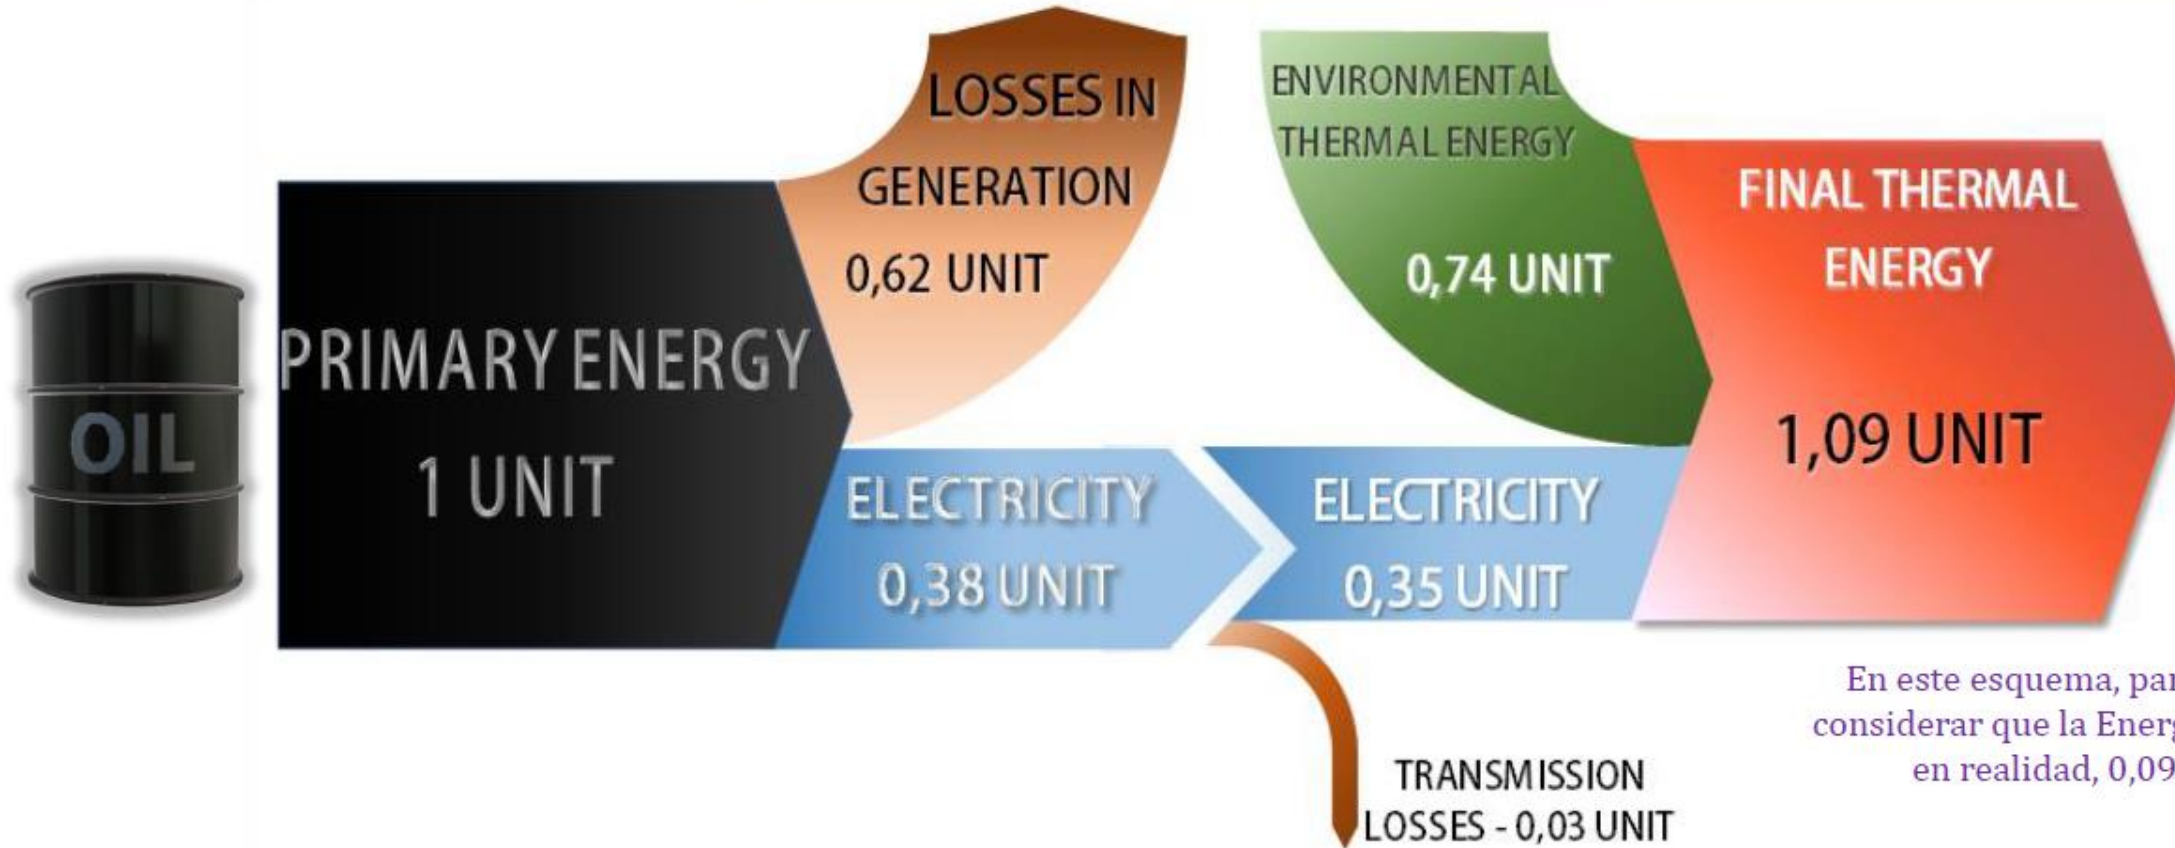 OIL
PRIMARY ENERGY
1 UNIT
LOSSES IN
GENERATION
0,62 UNIT
ELECTRICITY
0,38 UNIT
ENVIRONMENTAL
THERMAL ENERGY
0,74 UNIT
ELECTRICITY
0,35 UNIT
FINAL THERMAL
ENERGY
1,09 UNIT
TRANSMISSION
LOSSES - 0,03 UNIT
En este esquema,
considerar que la
en realidad, 0,09